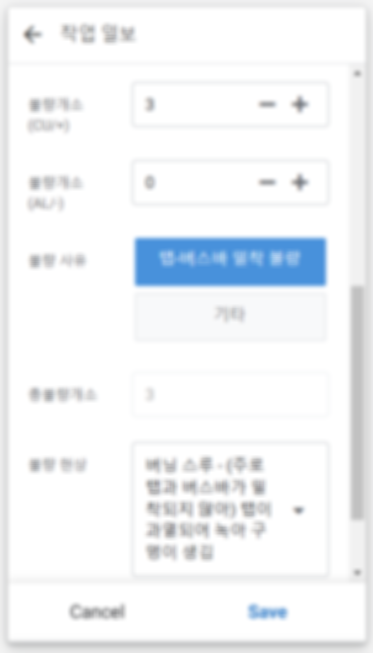 작업 일보
불량개소
(CU/+)
3
불량개소
(AL/-)
0
불량 사유
탭-버스바 밀착 불량
기타
총불량개소
3
불량 현상
버닝 스루 - (주로
탭과 버스바가 밀
착되지 않아) 탭이
과열되어 녹아 구
멍이 생김
Cancel
Save